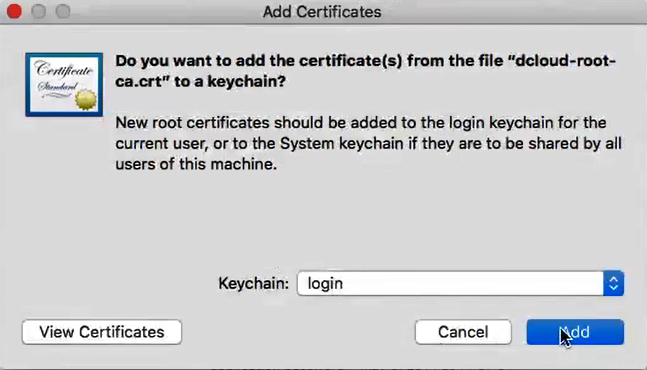 Add Certificates
Certificate
Standard
Do you want to add the certificate(s) from the file “dcloud-root-
ca.crt” to a keychain?
New root certificates should be added to the login keychain for the
current user, or to the System keychain if they are to be shared by all
users of this machine.
Keychain: login
View Certificates
Cancel
Add